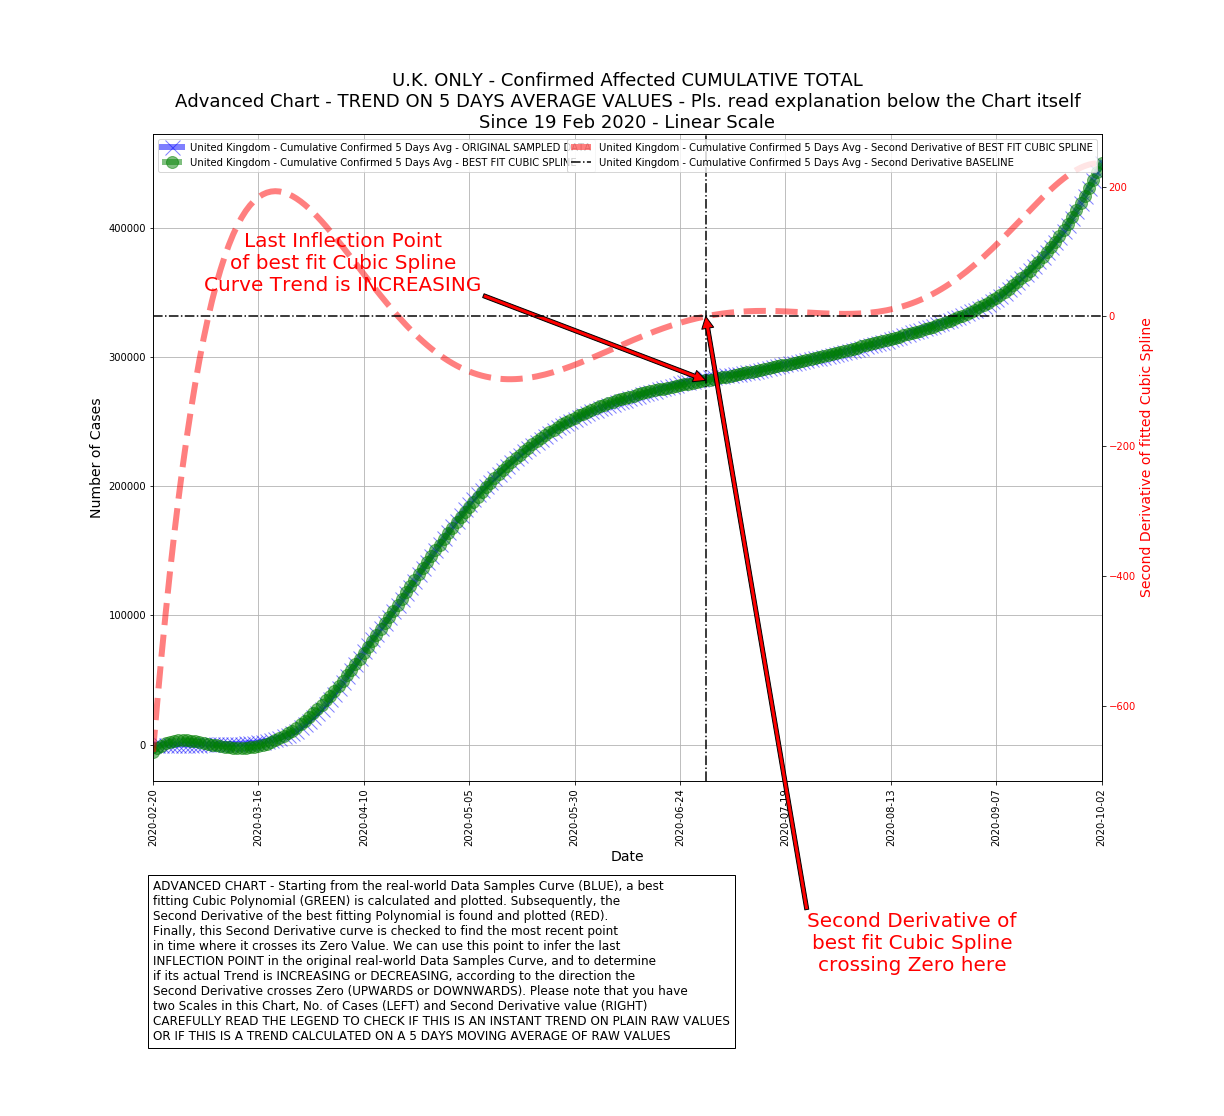 U.K. ONLY - Confirmed Affected CUMULATIVE TOTAL
Advanced Chart - TREND ON 5 DAYS AVERAGE VALUES - Pls. read explanation below the Chart itself
Since 19 Feb 2020 - Linear Scale
United Kingdom - Cumulative Confirmed 5 Days Avg - ORIGINAL SAMPLED DATA
United Kingdom - Cumulative Confirmed 5 Days Avg - BEST FIT CUBIC SPLINE
United Kingdom - Cumulative Confirmed 5 Days Avg - Second Derivative of BEST FIT CUBIC SPLINE
United Kingdom - Cumulative Confirmed 5 Days Avg - Second Derivative BASELINE
Last Inflection Point
of best fit Cubic Spline
Curve Trend is INCREASING
400000
300000
200000
100000
0
Number of Cases
200
0
−200
−400
−600
Second Derivative of fitted Cubic Spline
2020-02-20
2020-03-16
2020-04-10
2020-05-05
2020-05-30
2020-06-24
2020-07-19
2020-08-13
2020-09-07
2020-10-02
Date
ADVANCED CHART - Starting from the real-world Data Samples Curve (BLUE), a best
fitting Cubic Polynomial (GREEN) is calculated and plotted. Subsequently, the
Second Derivative of the best fitting Polynomial is found and plotted (RED).
Finally, this Second Derivative curve is checked to find the most recent point
in time where it crosses its Zero Value. We can use this point to infer the last
INFLECTION POINT in the original real-world Data Samples Curve, and to determine
if its actual Trend is INCREASING or DECREASING, according to the direction the
Second Derivative crosses Zero (UPWARDS or DOWNWARDS). Please note that you have
two Scales in this Chart, No. of Cases (LEFT) and Second Derivative value (RIGHT)
CAREFULLY READ THE LEGEND TO CHECK IF THIS IS AN INSTANT TREND ON PLAIN RAW VALUES
OR IF THIS IS A TREND CALCULATED ON A 5 DAYS MOVING AVERAGE OF RAW VALUES
Second Derivative of
best fit Cubic Spline
crossing Zero here